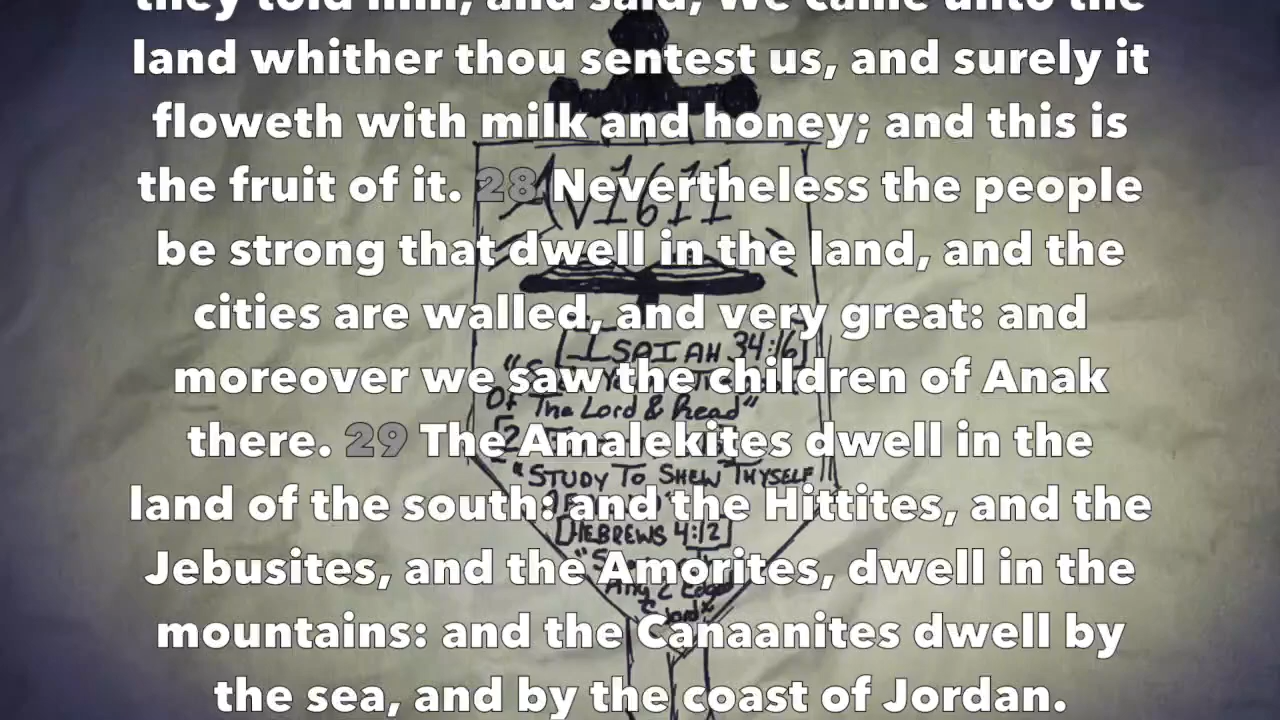 they told him, and said, We came unto the
land whither thou sentest us, and surely it
floweth with milk and honey; and this is
the fruit of it. 28 Nevertheless the people
be strong that dwell in the land, and the
cities are walled, and very great: and
moreover we saw the children of Anak
there. 29 The Amalekites dwell in the
land of the south: and the Hittites, and the
Jebusites, and the Amorites, dwell in the
mountains: and the Canaanites dwell by
the sea, and by the coast of Jordan.
AV1611
[ISAIAH 34:16]
Of The Lord & Read"
"STUDY TO SHEW THYSELF
[HEBREWS 4:12]
Any 2 Edged